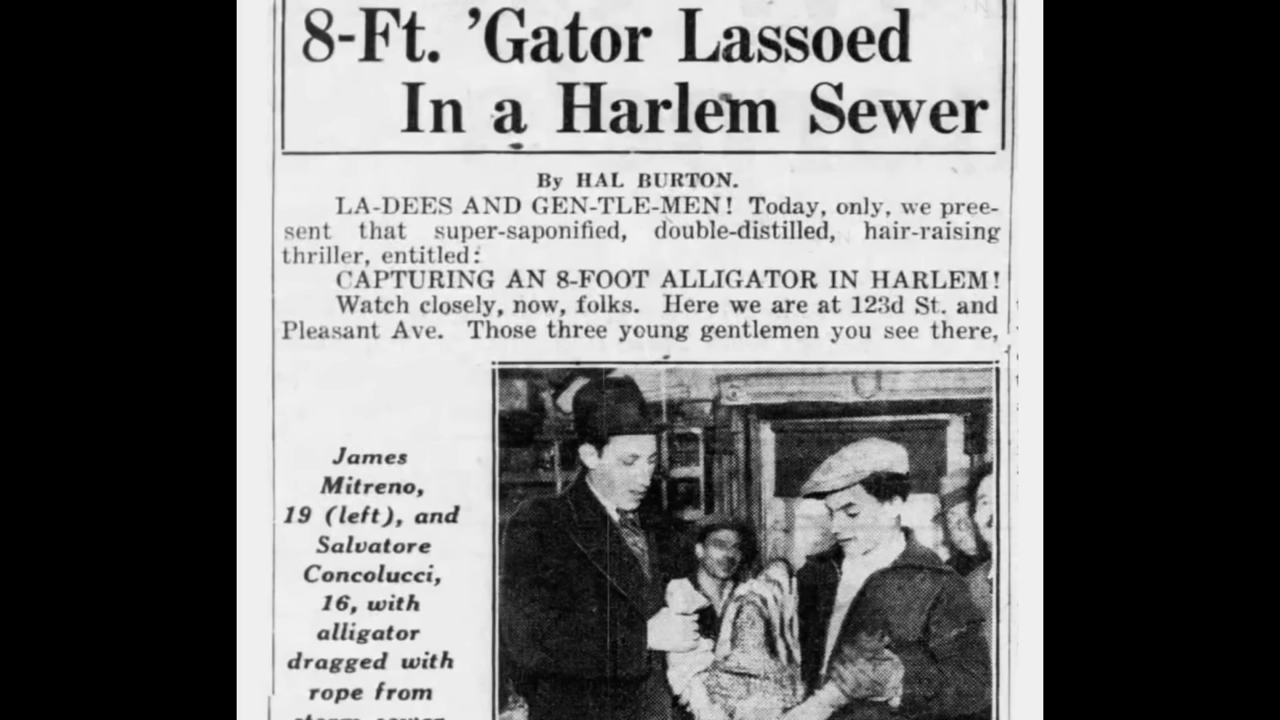 8-Ft. ’Gator Lassoed
In a Harlem Sewer
By HAL BURTON.
LA-DEES AND GEN-TLE-MEN! Today, only, we pree-
sent that super-saponified, double-distilled, hair-raising
thriller, entitled:
CAPTURING AN 8-FOOT ALLIGATOR IN HARLEM!
Watch closely, now, folks. Here we are at 123d St. and
Pleasant Ave. Those three young gentlemen you see there,
James
Mitreno,
19 (left), and
Salvatore
Concolucci,
16, with
alligator
dragged with
rope from
storm sewer